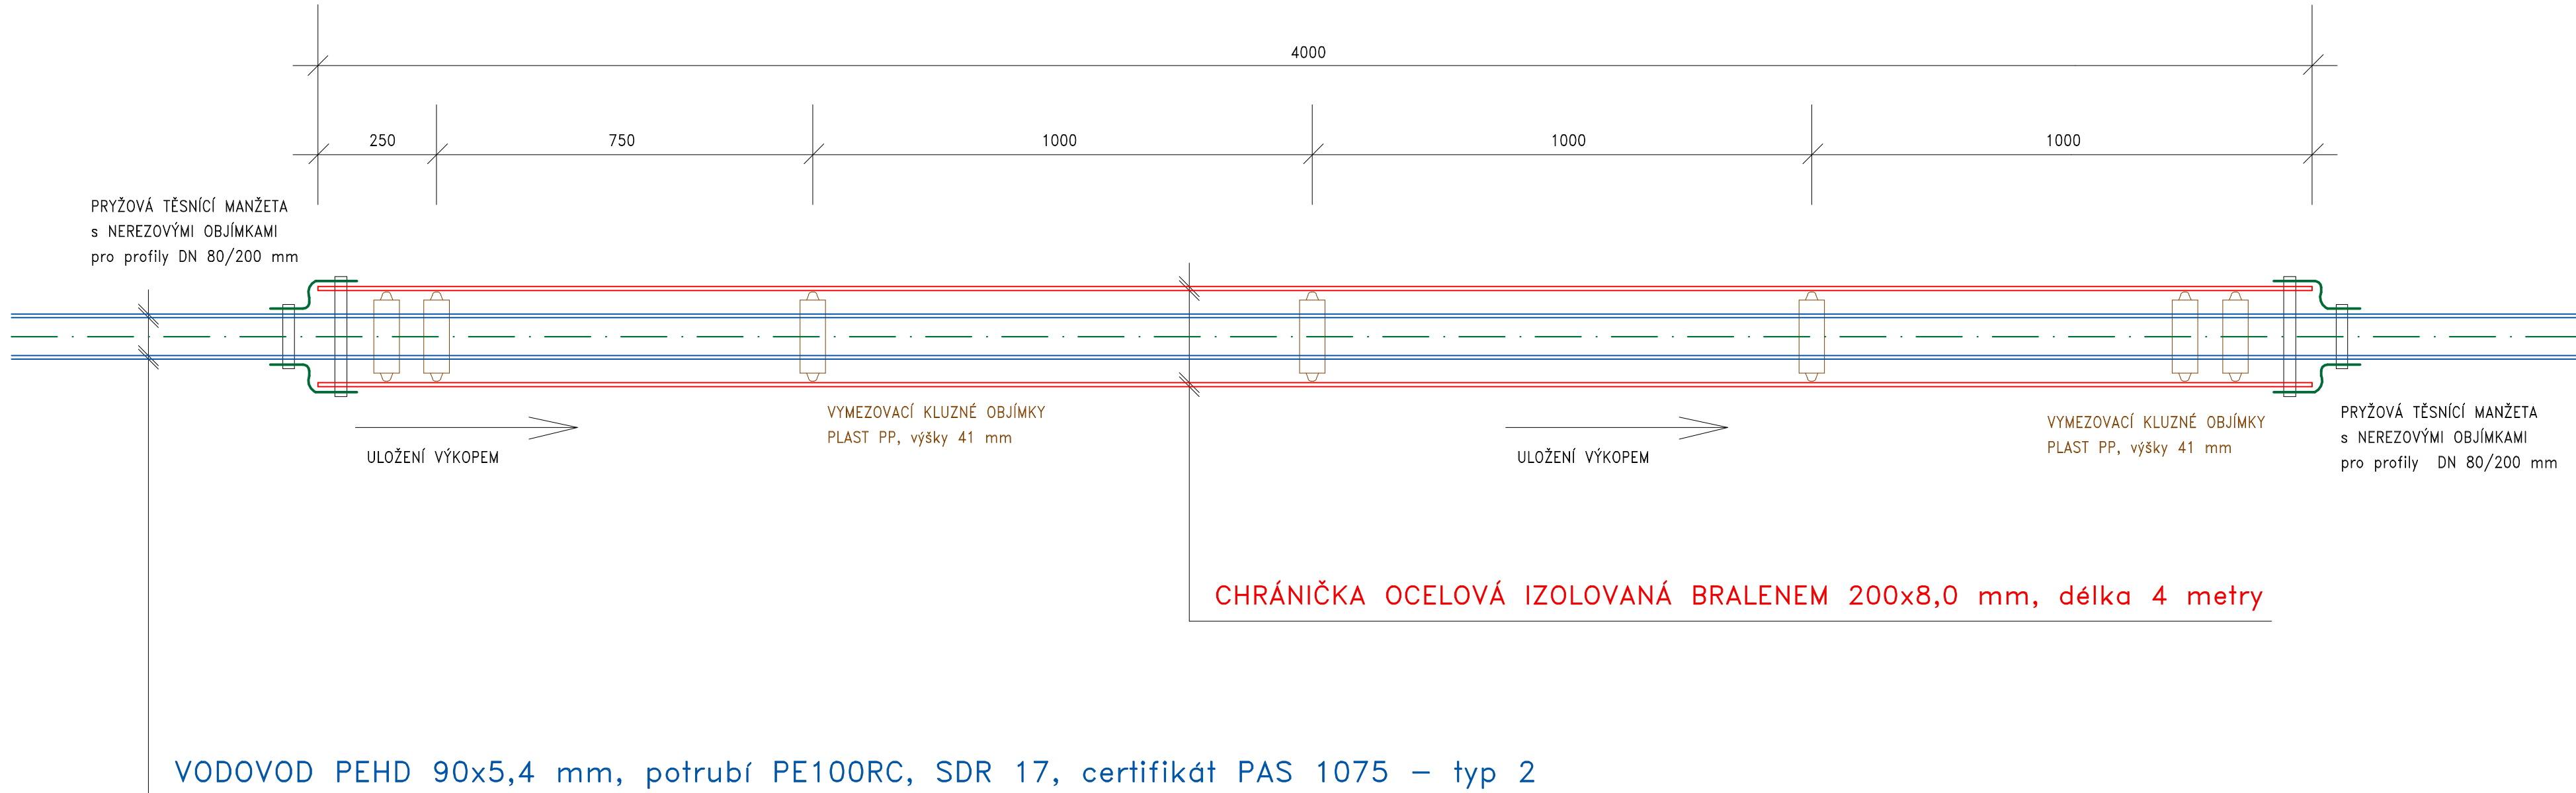 4000
250
750
1000
1000
1000
PRYŽOVÁ TĚSNÍCÍ MANŽETA
s NEREZOVÝMI OBJÍMKAMI
pro profily DN 80/200 mm
VYMEZOVACÍ KLUZNÉ OBJÍMKY
PLAST PP, výšky 41 mm
ULOŽENÍ VÝKOPEM
ULOŽENÍ VÝKOPEM
VYMEZOVACÍ KLUZNÉ OBJÍMKY
PLAST PP, výšky 41 mm
PRYŽOVÁ TĚSNÍCÍ MANŽETA
s NEREZOVÝMI OBJÍMKAMI
pro profily DN 80/200 mm
CHRÁNIČKA OCELOVÁ IZOLOVANÁ BRALENEM 200x8,0 mm, délka 4 metry
VODOVOD PEHD 90x5,4 mm, potrubí PE100RC, SDR 17, certifikát PAS 1075 – typ 2